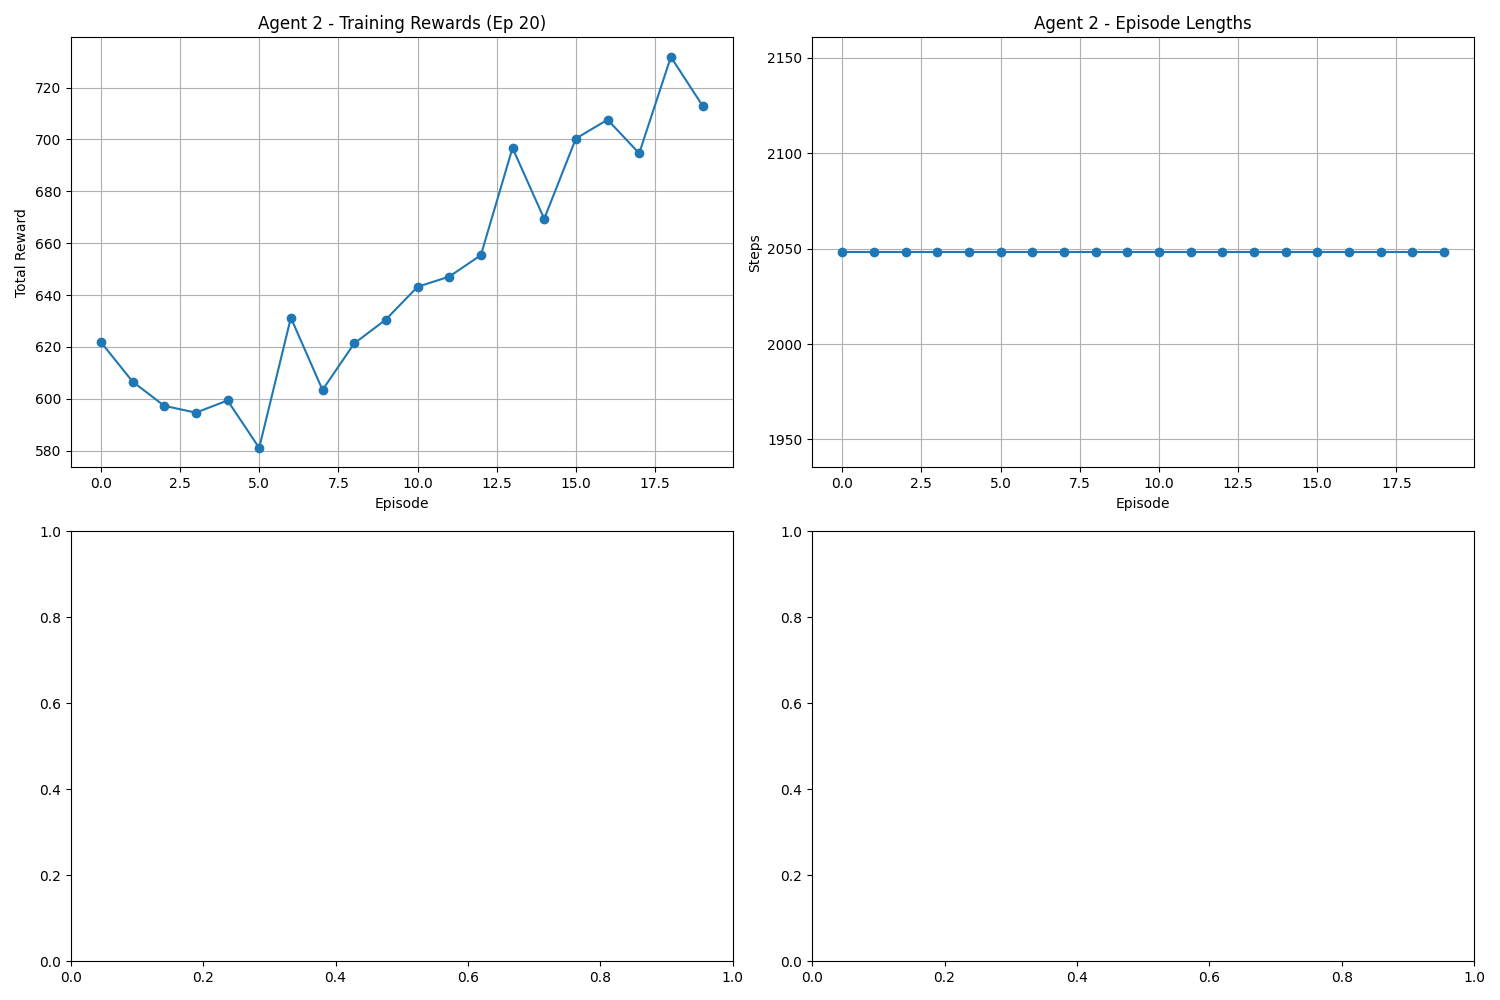 Agent 2 - Training Rewards (Ep 20)
Total Reward
720
700
680
660
640
620
600
580
0.0 2.5 5.0 7.5 10.0 12.5 15.0 17.5
Episode
Agent 2 - Episode Lengths
Steps
2150
2100
2050
2000
1950
0.0 2.5 5.0 7.5 10.0 12.5 15.0 17.5
Episode
1.0
0.8
0.6
0.4
0.2
0.0
0.0 0.2 0.4 0.6 0.8 1.0
1.0
0.8
0.6
0.4
0.2
0.0
0.0 0.2 0.4 0.6 0.8 1.0